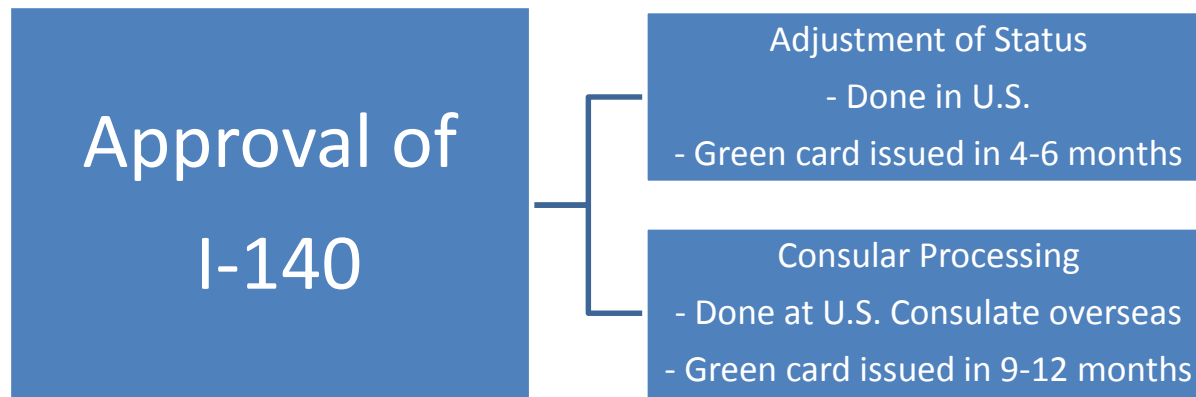 Approval of
I-140
Adjustment of Status
- Done in U.S.
- Green card issued in 4-6 months
Consular Processing
- Done at U.S. Consulate overseas
- Green card issued in 9-12 months